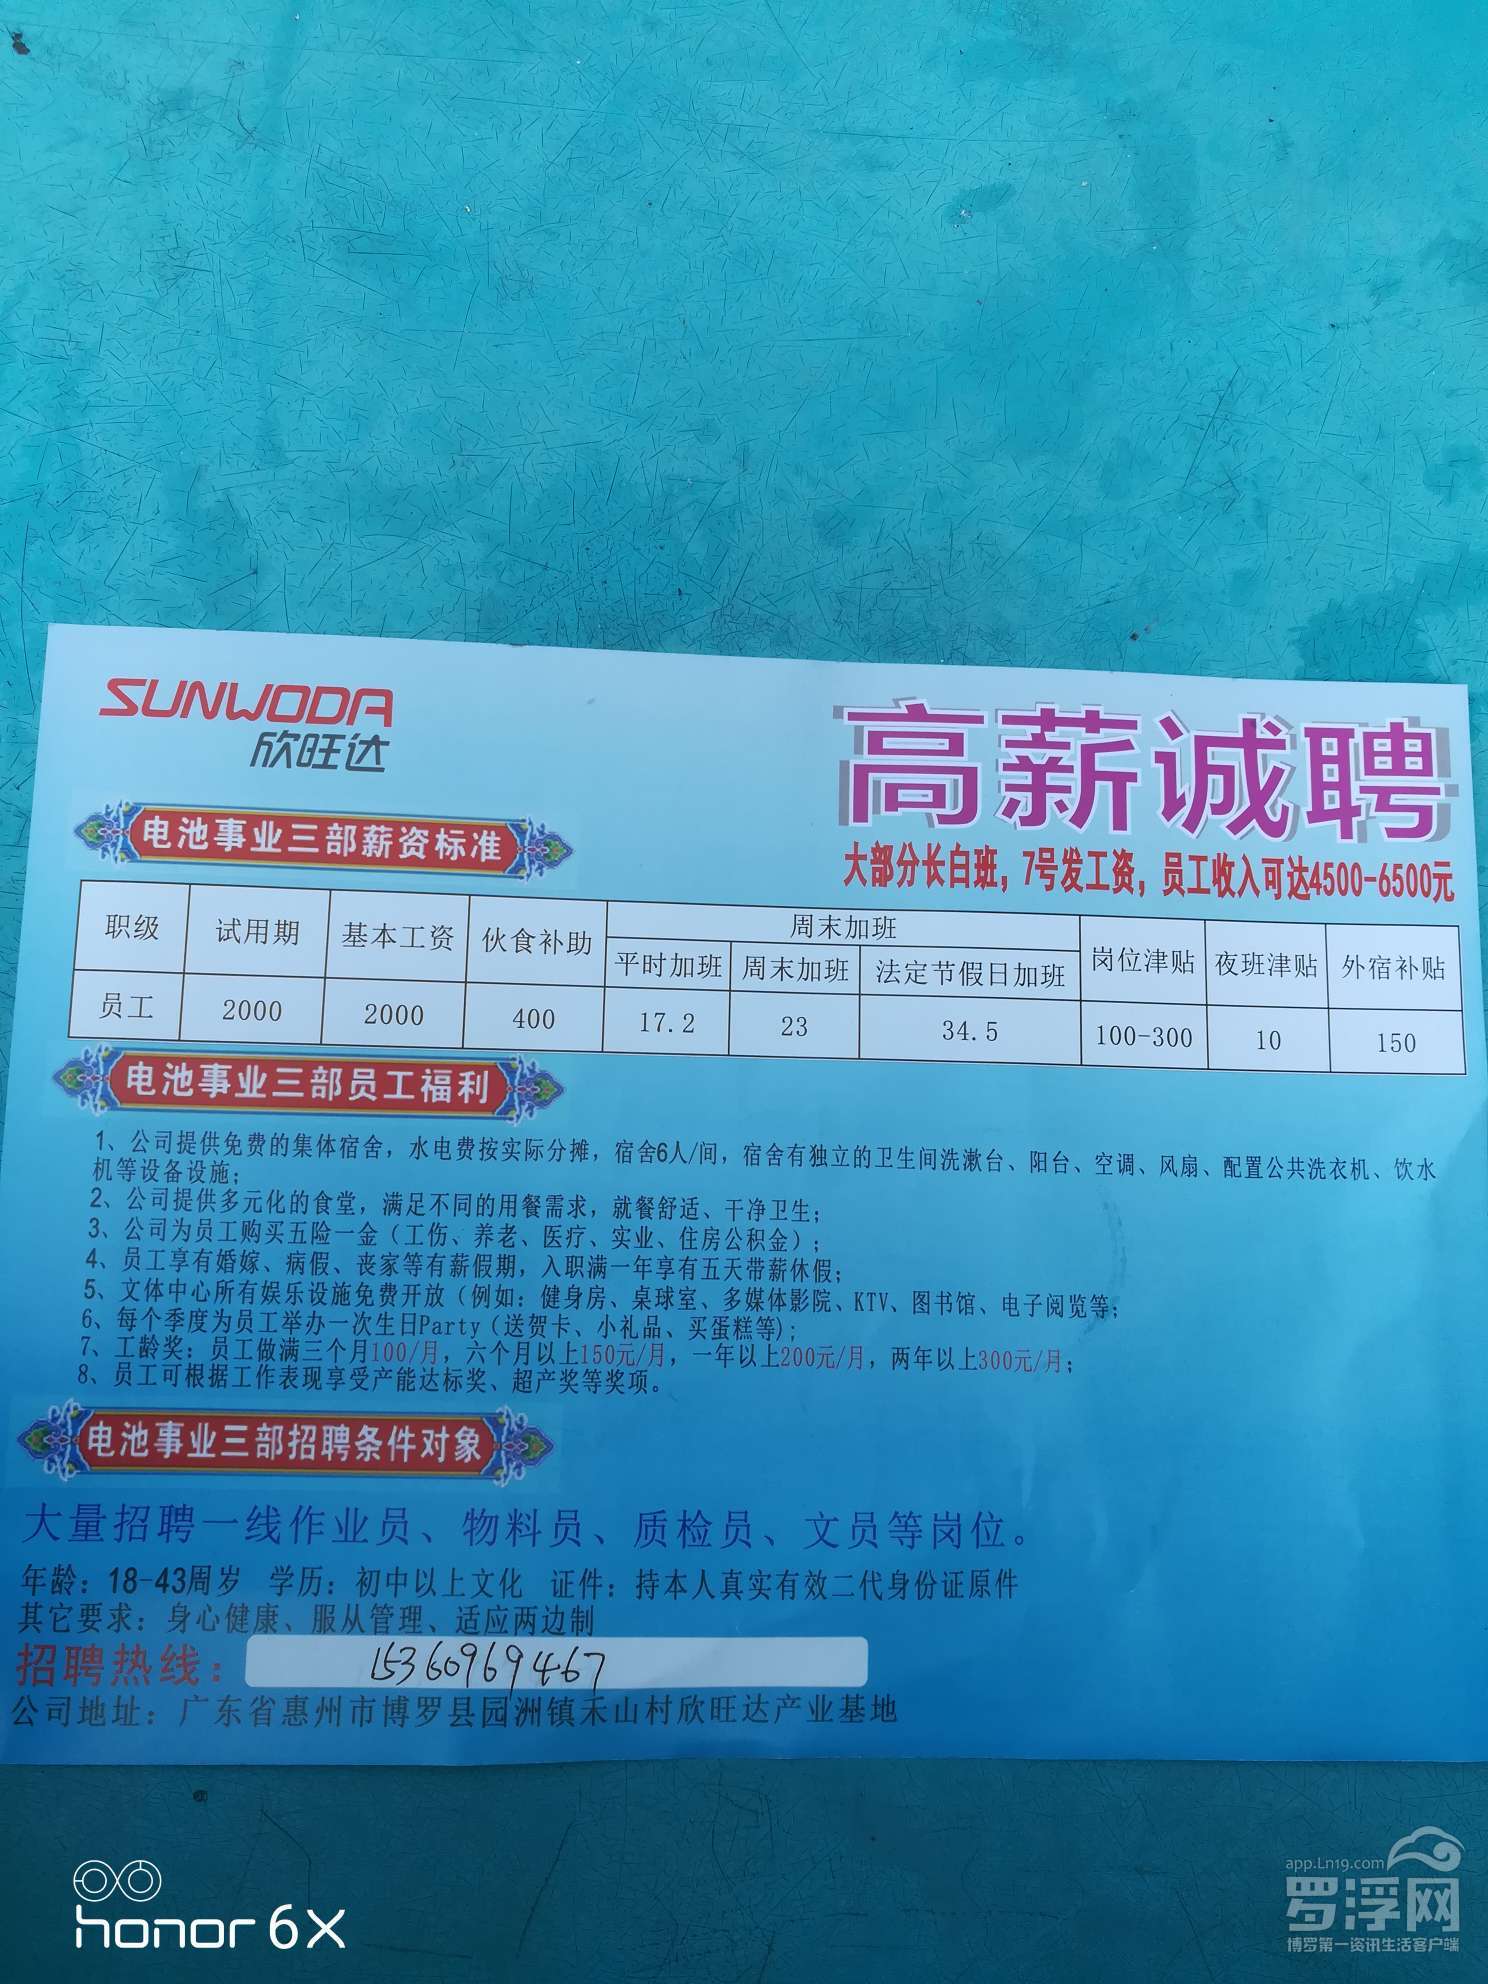 SUNWODA
欣旺达
高薪诚聘
大部分长白班，7号发工资，员工收入可达4500-6500元
电池事业三部薪资标准
职级 试用期 基本工资 伙食补助 周末加班 岗位津贴 夜班津贴 外宿补贴
平时加班 周末加班 法定节假日加班
员工 2000 2000 400 17.2 23 34.5 100-300 10 150
电池事业三部员工福利
1、公司提供免费的集体宿舍，水电费按实际分摊，宿舍6人/间，宿舍有独立的卫生间洗漱台、阳台、空调、风扇、配置公共洗衣机、饮水
机等设备设施；
2、公司提供多元化的食堂，满足不同的用餐需求，就餐舒适、干净卫生；
3、公司为员工购买五险一金（工伤、养老、医疗、实业、住房公积金）；
4、员工享有婚嫁、病假、丧家等有薪假期，入职满一年享有五天带薪休假；
5、文体中心所有娱乐设施免费开放（例如：健身房、桌球室、多媒体影院、KTV、图书馆、电子阅览等；
6、每个季度为员工举办一次生日Party（送贺卡、小礼品、买蛋糕等)；
7、工龄奖：员工做满三个月100/月，六个月以上150元/月，一年以上200元/月，两年以上300元/月；
8、员工可根据工作表现享受产能达标奖、超产奖等奖项。
电池事业三部招聘条件对象
大量招聘一线作业员、物料员、质检员、文员等岗位。
年龄：18-43周岁 学历：初中以上文化 证件：持本人真实有效二代身份证原件
其它要求：身心健康、服从管理、适应两边制
招聘热线：15360969467
公司地址：广东省惠州市博罗县园洲镇禾山村欣旺达产业基地
honor 6X
app.Ln19.com
罗浮网
博罗第一资讯生活客户端